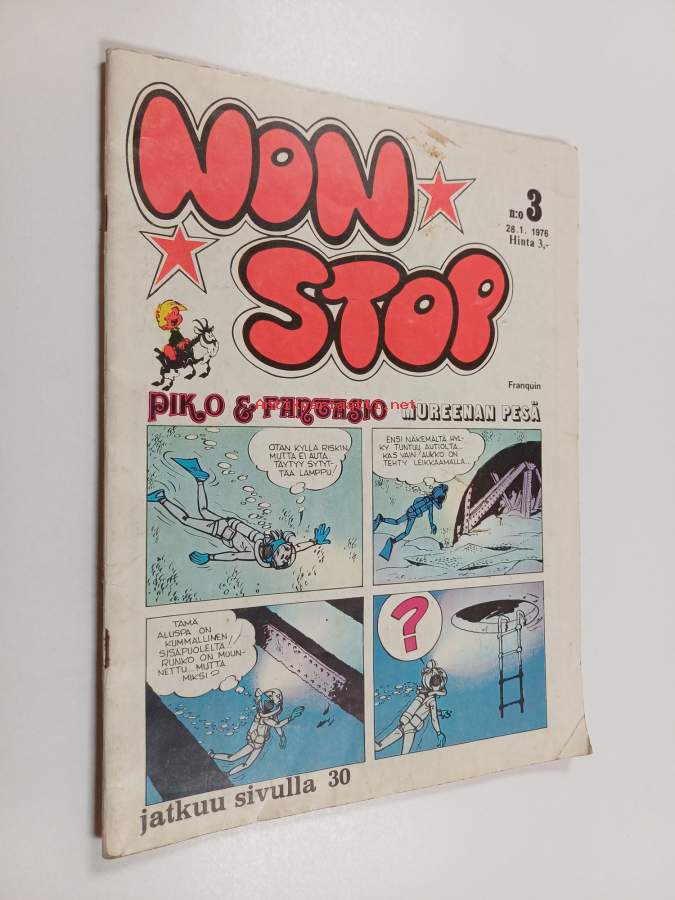 NON
STOP
n:o 3
28.1. 1976
Hinta 3,-
Franquin
PIKO & FANTASIO MUREENAN PESÄ
OTAN KYLLÄ RISKIN,
MUTTA EI AUTA.
TÄYTYY SYTYT-
TÄÄ LAMPPU!
ENSI NÄKEMÄLTÄ HYL-
KY TUNTUU AUTIOLTA...
KAS VAIN! AUKKO ON
TEHTY LEIKKAAMALLA...
TÄMÄ
ALUSPA ON
KUMMALLINEN
SISÄPUOLELTA!
RUNKO ON MUUN-
NETTU... MUTTA
MIKSI?
?
jatkuu sivulla 30